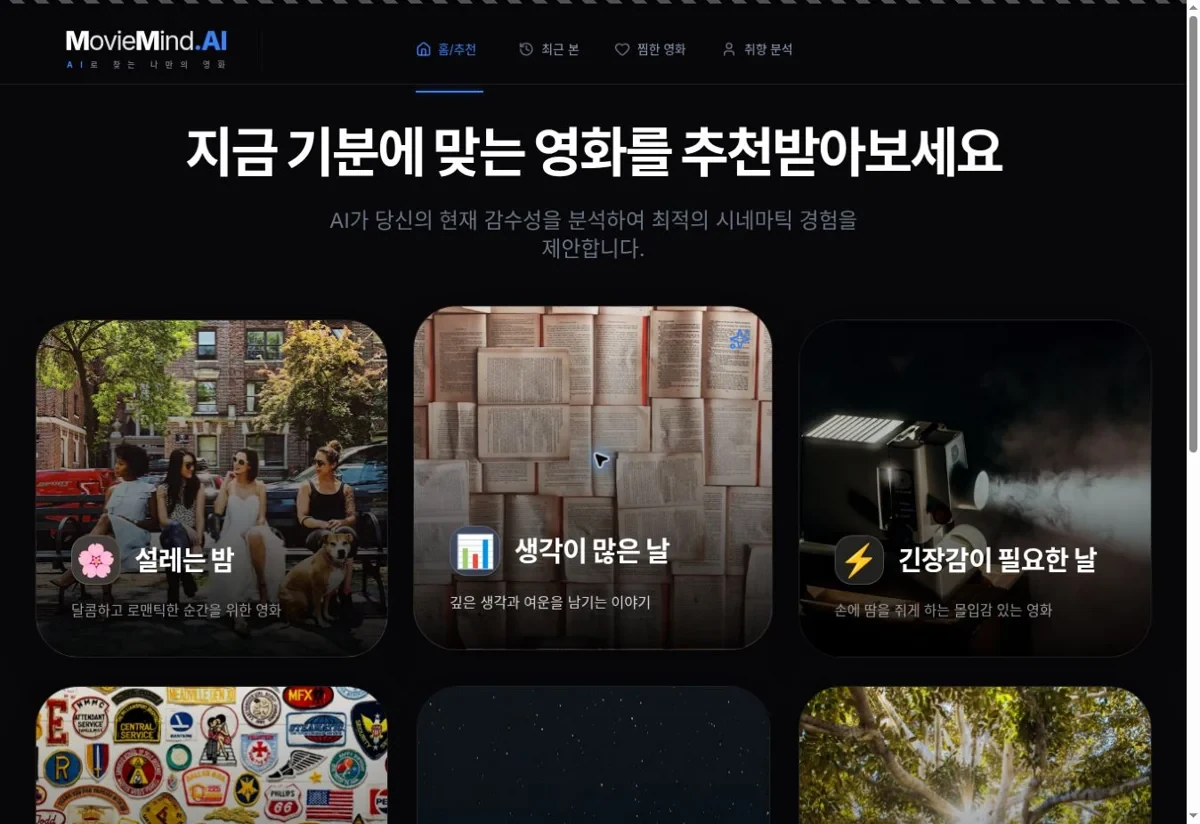 MovieMind.AI
AI로 찾는 나만의 영화
홈/추천
최근 본
찜한 영화
취향 분석
지금 기분에 맞는 영화를 추천받아보세요
AI가 당신의 현재 감수성을 분석하여 최적의 시네마틱 경험을
제안합니다.
설레는 밤
달콤하고 로맨틱한 순간을 위한 영화
생각이 많은 날
깊은 생각과 여운을 남기는 이야기
긴장감이 필요한 날
손에 땀을 쥐게 하는 몰입감 있는 영화
E
ATTENDANT
SERVICE
CENTRAL
SERVICE
MFX
R
A
PHILLIPS
66